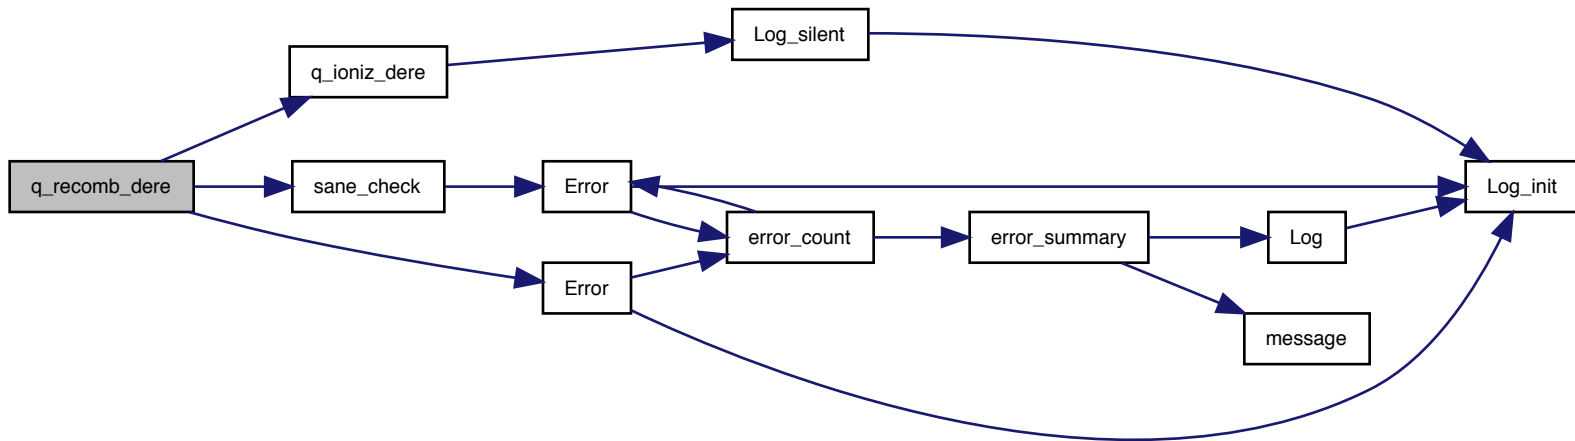 Log_silent
q_ioniz_dere
q_recomb_dere
sane_check
Error
Log_init
error_count
error_summary
Log
Error
message